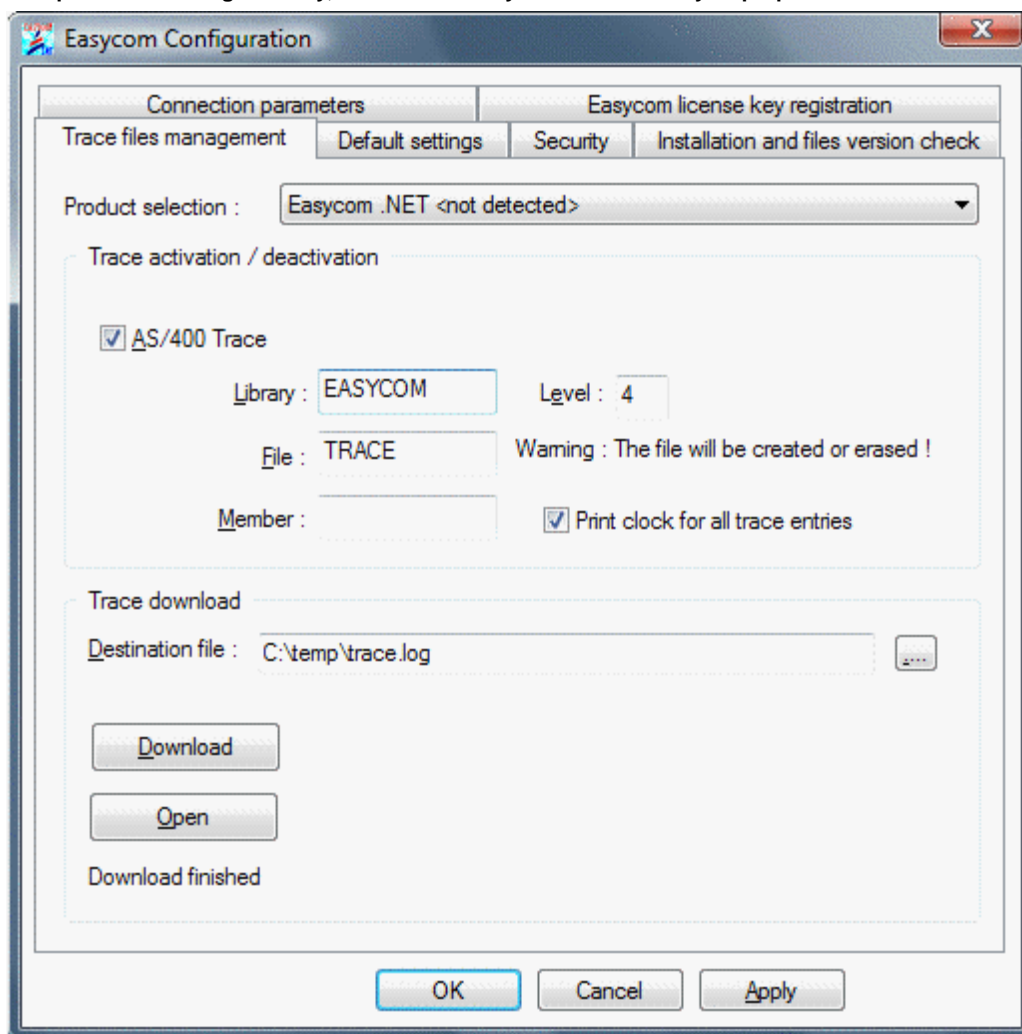 Easycom Configuration
Connection parameters
Easycom license key registration
Trace files management
Default settings
Security
Installation and files version check
Product selection :
Easycom .NET <not detected>
Trace activation / deactivation
AS/400 Trace
Library : EASYCOM
Level : 4
File : TRACE
Warning : The file will be created or erased !
Member :
Print clock for all trace entries
Trace download
Destination file : C:\temp\trace.log
....
Download
Open
Download finished
OK
Cancel
Apply